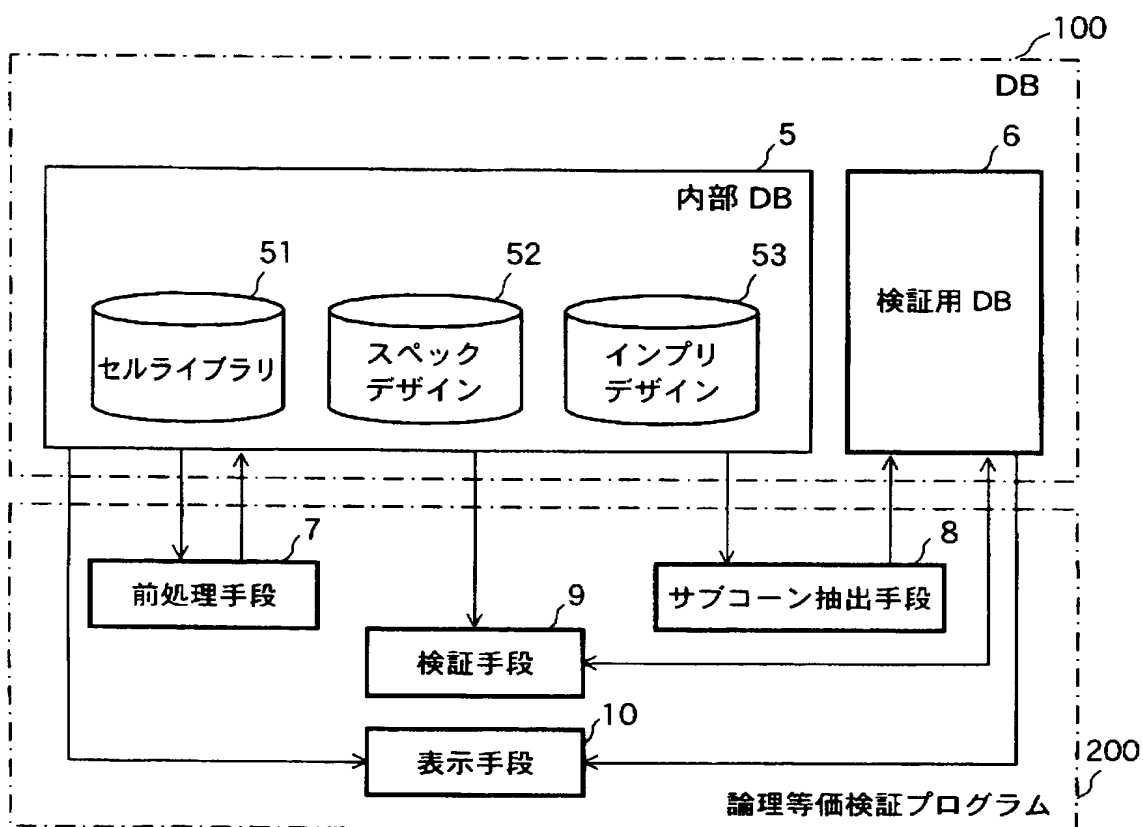 100
DB
5
6
内部 DB
51
52
53
セルライブラリ
スペック
デザイン
インプリ
デザイン
検証用 DB
7
8
前処理手段
サブコーン抽出手段
9
検証手段
10
表示手段
200
論理等価検証プログラム